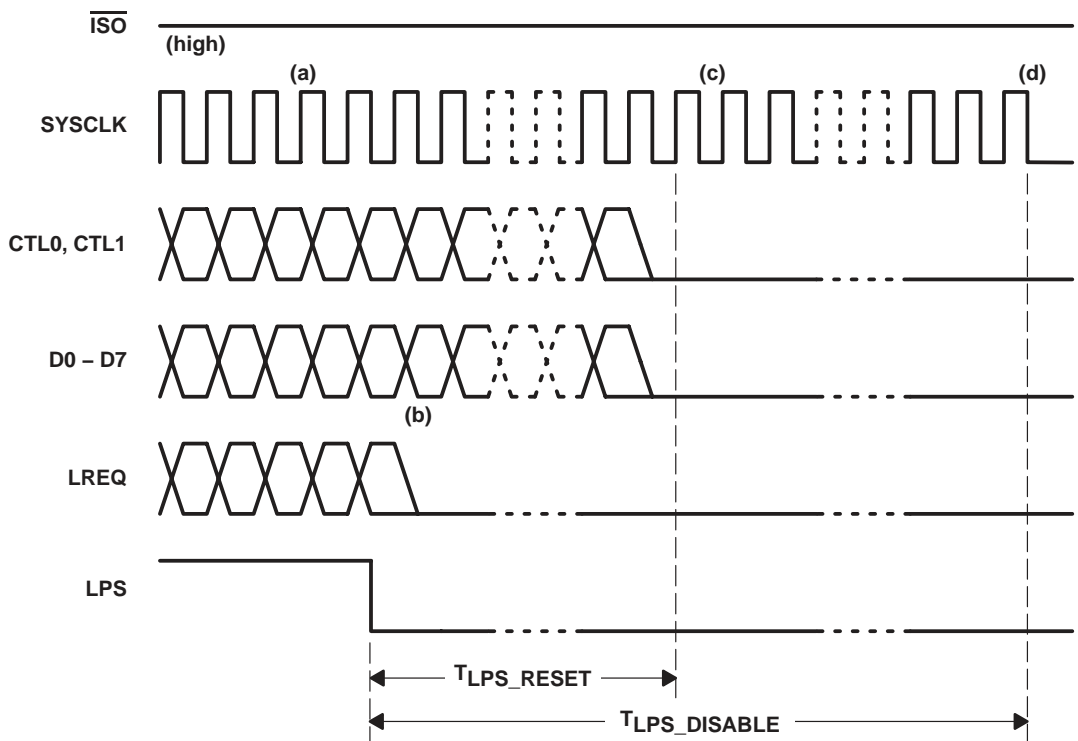 ISO
(high)
(a)
(c)
(d)
SYSCLK
CTL0, CTL1
D0 – D7
(b)
LREQ
LPS
TLPS_RESET
TLPS_DISABLE